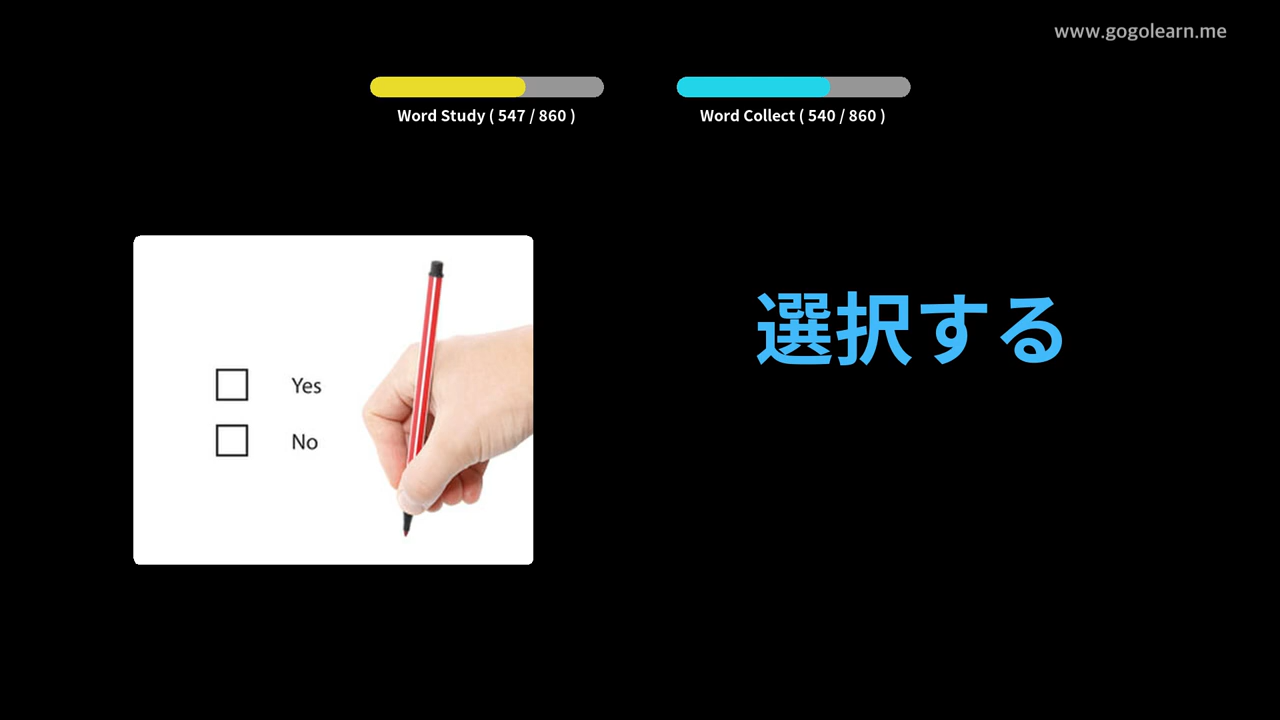 www.gogolearn.me
Word Study ( 547 / 860 )
Word Collect ( 540 / 860 )
選択する
Yes
No